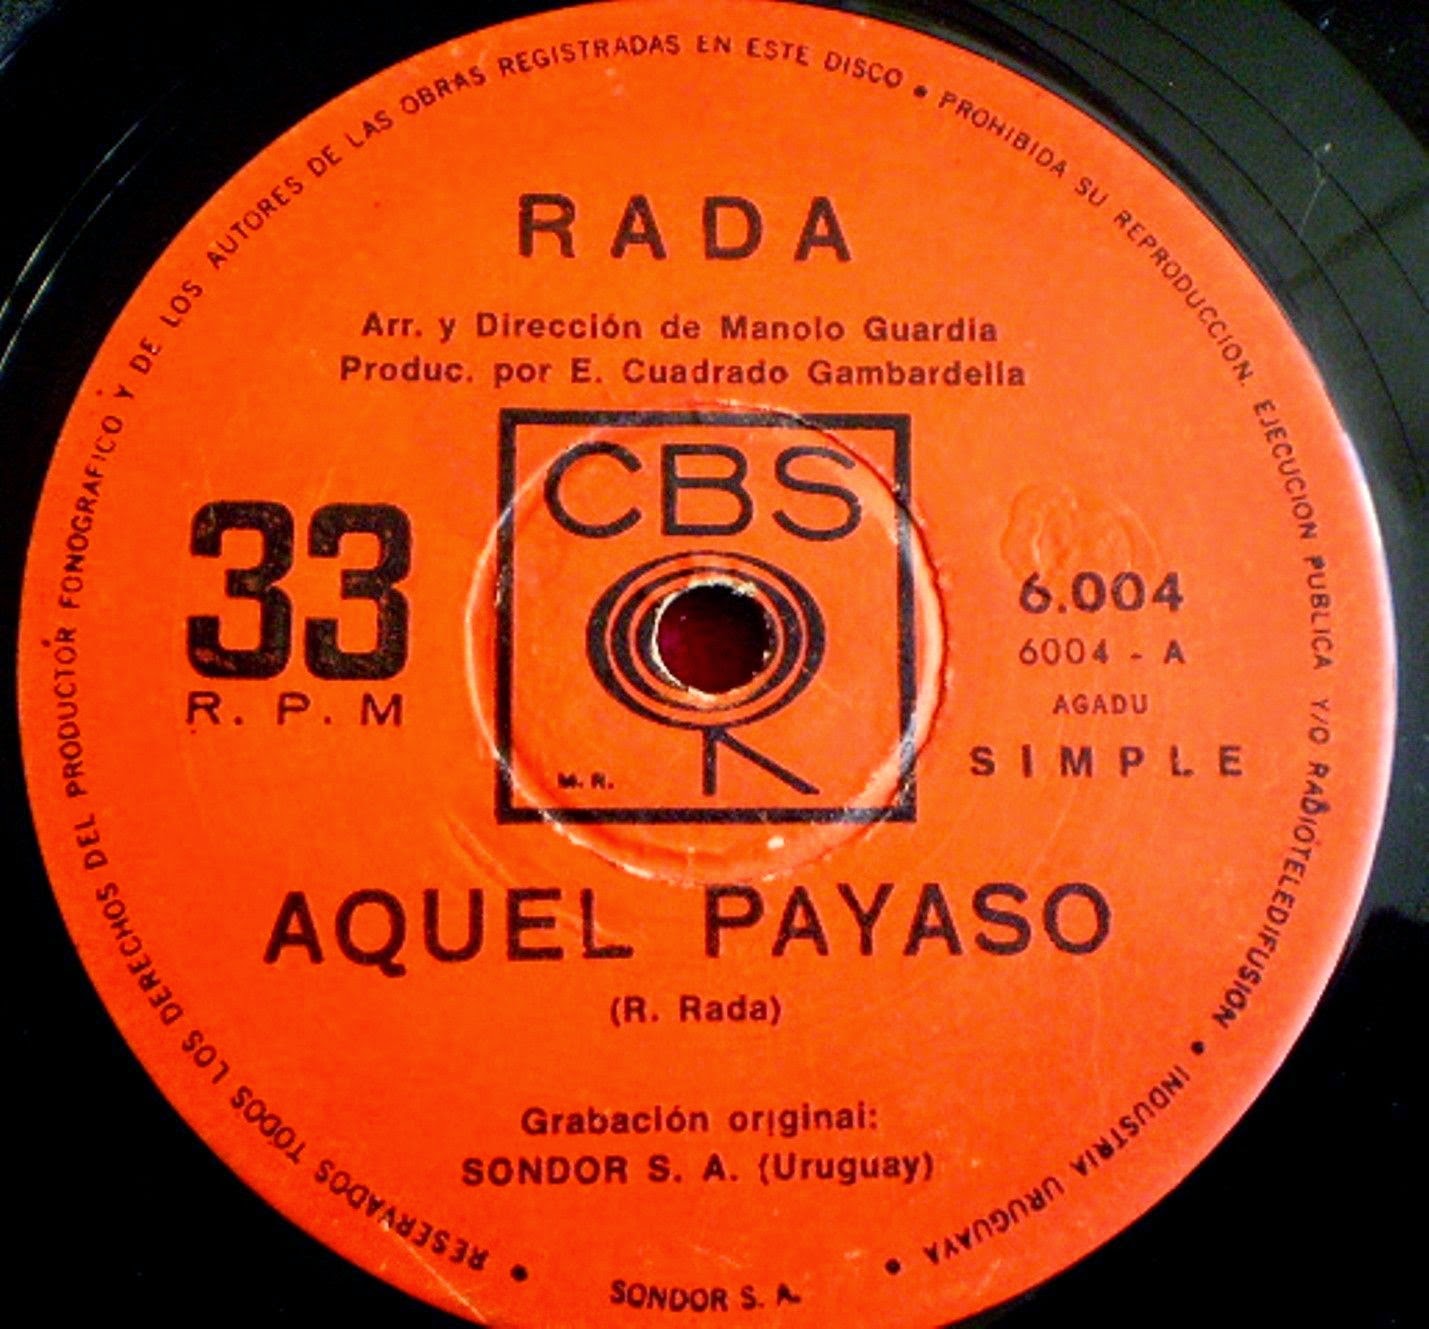 RESERVADOS TODOS LOS DERECHOS DEL PRODUCTOR FONOGRAFICO Y DE LOS AUTORES DE LAS OBRAS REGISTRADAS EN ESTE DISCO • PROHIBIDA SU REPRODUCCION. EJECUCION PUBLICA Y/O RADIOTELEDIFUSION • INDUSTRIA URUGUAYA •
RADA
Arr. y Dirección de Manolo Guardia
Produc. por E. Cuadrado Gambardella
CBS
33
R. P. M
6.004
6004 - A
AGADU
SIMPLE
M. R.
AQUEL PAYASO
(R. Rada)
Grabación original:
SONDOR S. A. (Uruguay)
SONDOR S. A.